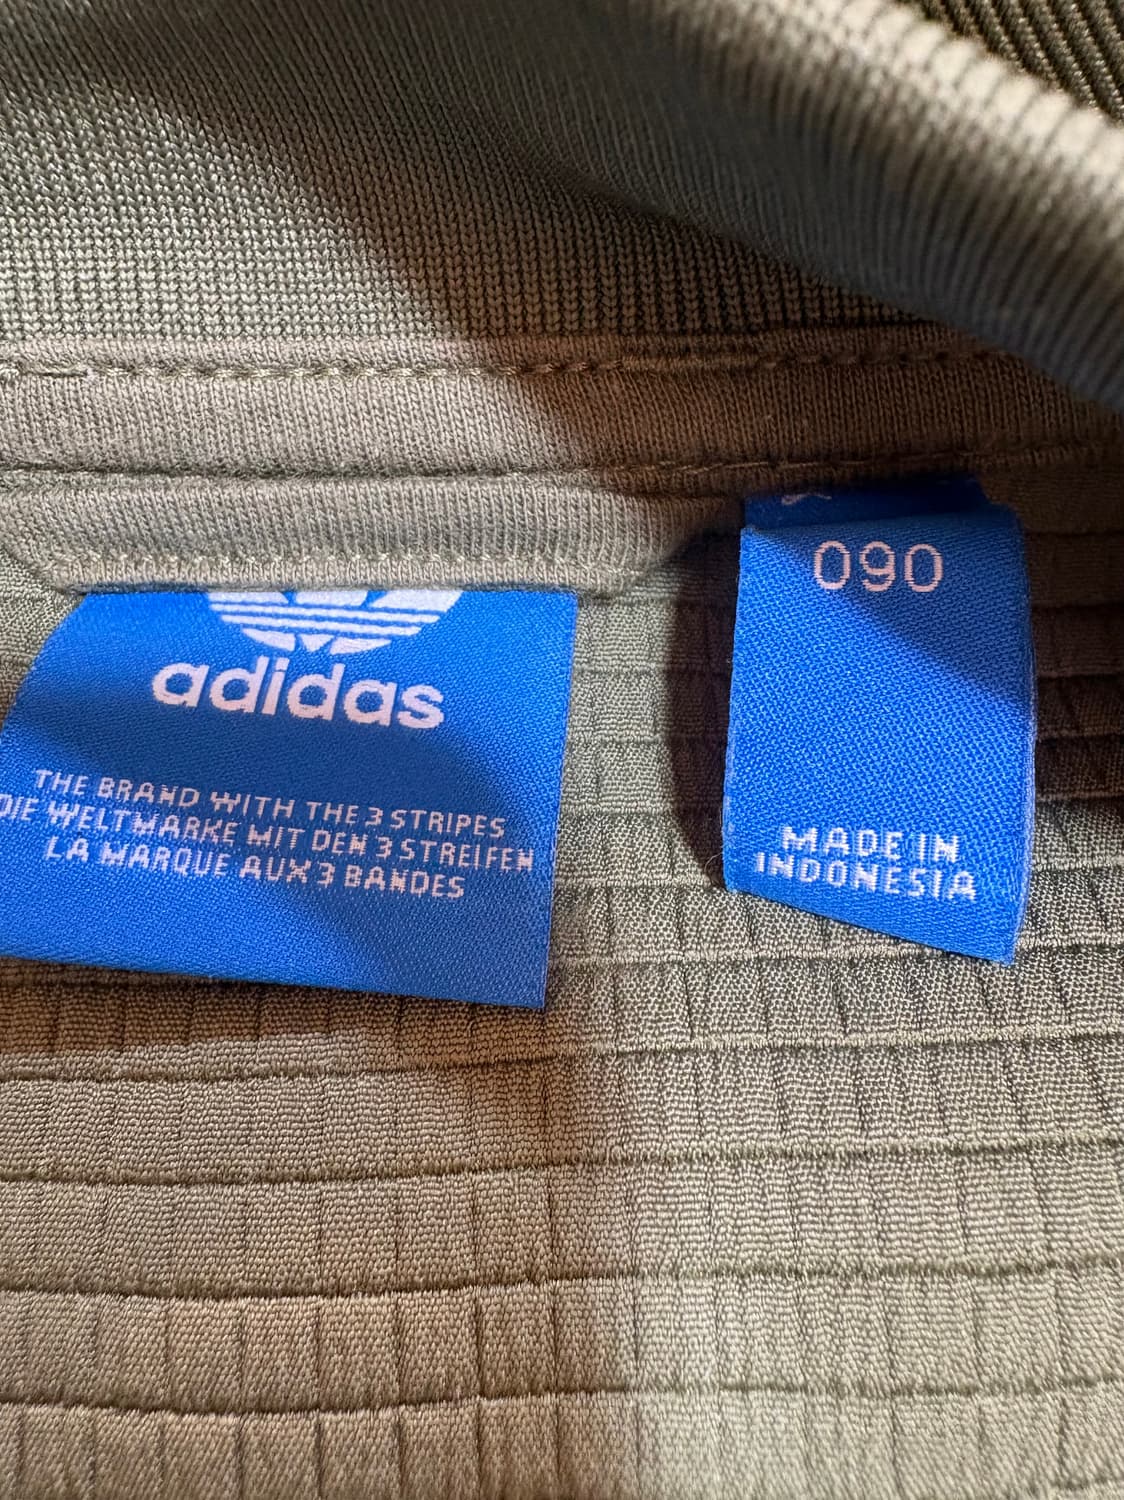 adidas
THE BRAND WITH THE 3 STRIPES
DIE WELTMARKE MIT DEN 3 STREIFEN
LA MARQUE AUX 3 BANDES
090
MADE IN
INDONESIA